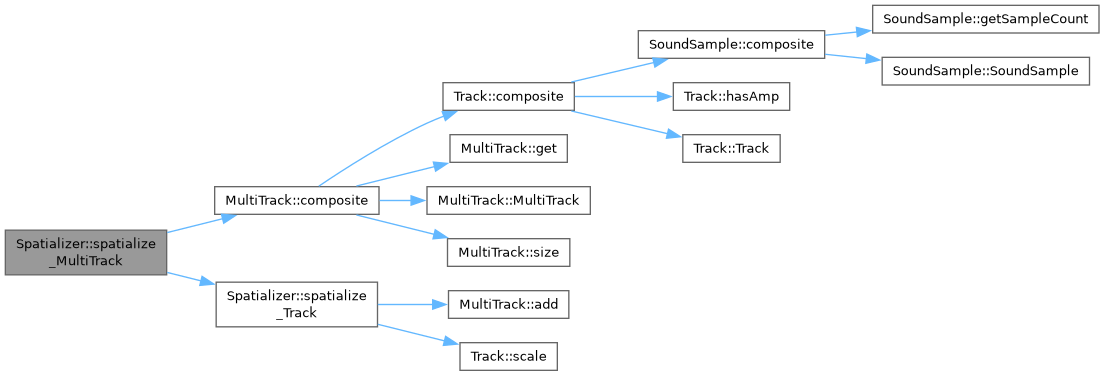 SoundSample::getSampleCount
SoundSample::composite
SoundSample::SoundSample
Track::composite
Track::hasAmp
Track::Track
MultiTrack::get
MultiTrack::composite
MultiTrack::MultiTrack
MultiTrack::size
Spatializer::spatialize
_MultiTrack
Spatializer::spatialize
_Track
MultiTrack::add
Track::scale